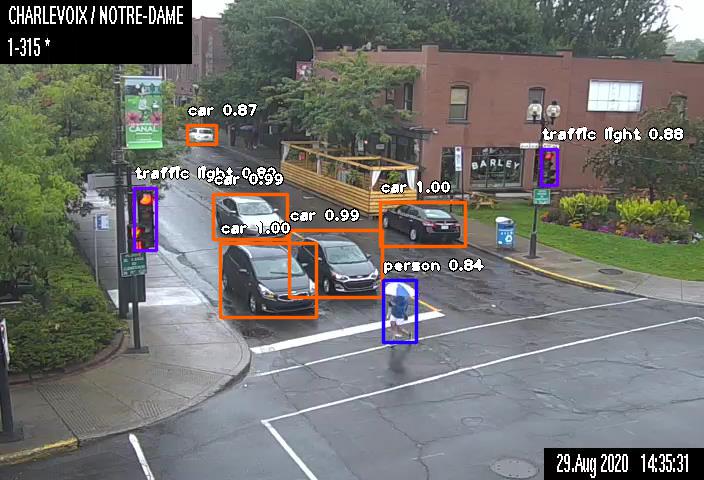 CHARLEVOIX / NOTRE-DAME
1-315 *
car 0.87
traffic light 0.88
CANAL
BARLEY
car 0.99
car 1.00
car 1.00
car 0.99
person 0.84
29.Aug 2020 14:35:31